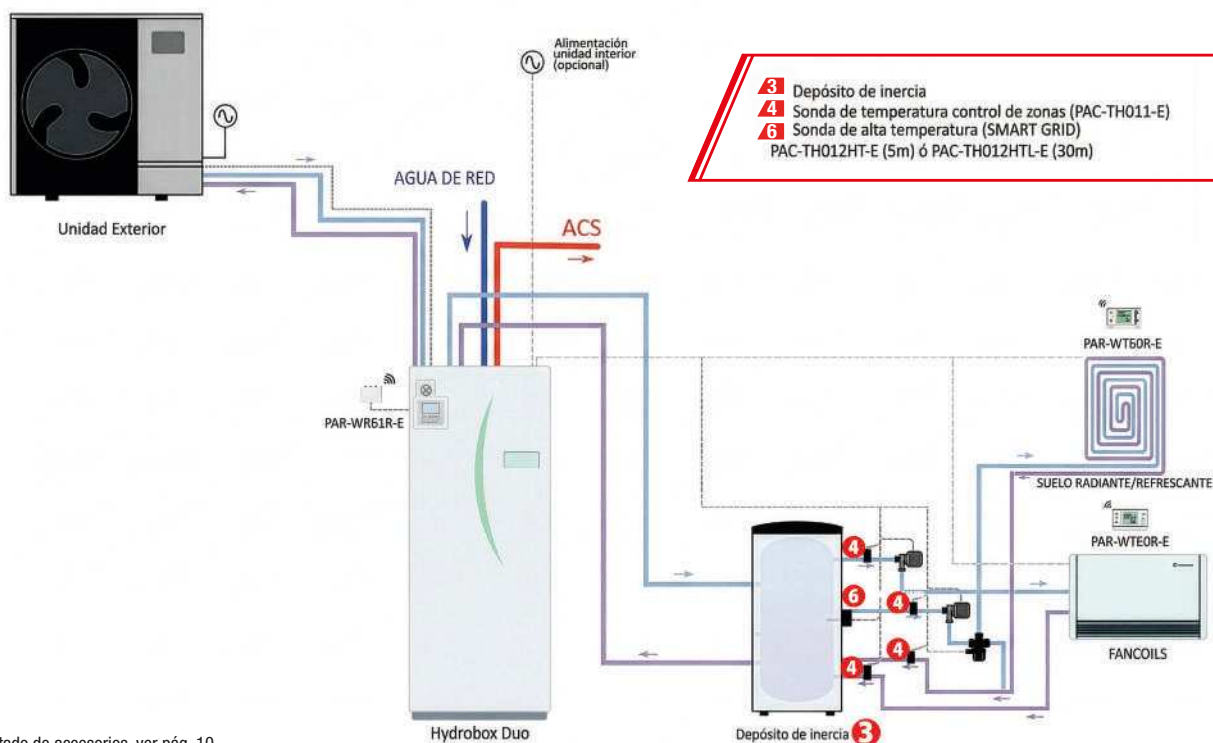 Alimentación
unidad interior
(opcional)
3 Depósito de inercia
4 Sonda de temperatura control de zonas (PAC-TH011-E)
6 Sonda de alta temperatura (SMART GRID)
PAC-TH012HT-E (5m) ó PAC-TH012HTL-E (30m)
Unidad Exterior
AGUA DE RED
ACS
PAR-WT60R-E
PAR-WR61R-E
SUELO RADIANTE/REFRESCANTE
PAR-WTE0R-E
4
6
4
4
4
FANCOILS
Hydrobox Duo
Depósito de inercia 3